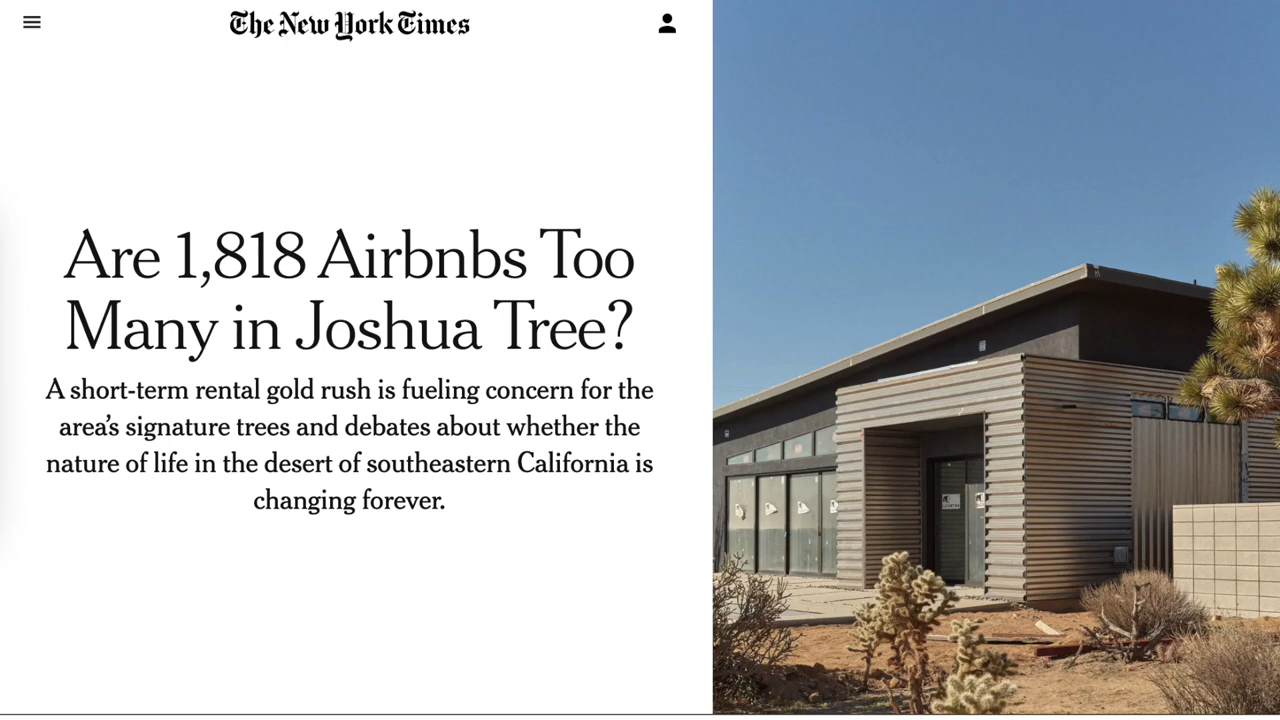 The New York Times
Are 1,818 Airbnbs Too
Many in Joshua Tree?
A short-term rental gold rush is fueling concern for the
area’s signature trees and debates about whether the
nature of life in the desert of southeastern California is
changing forever.